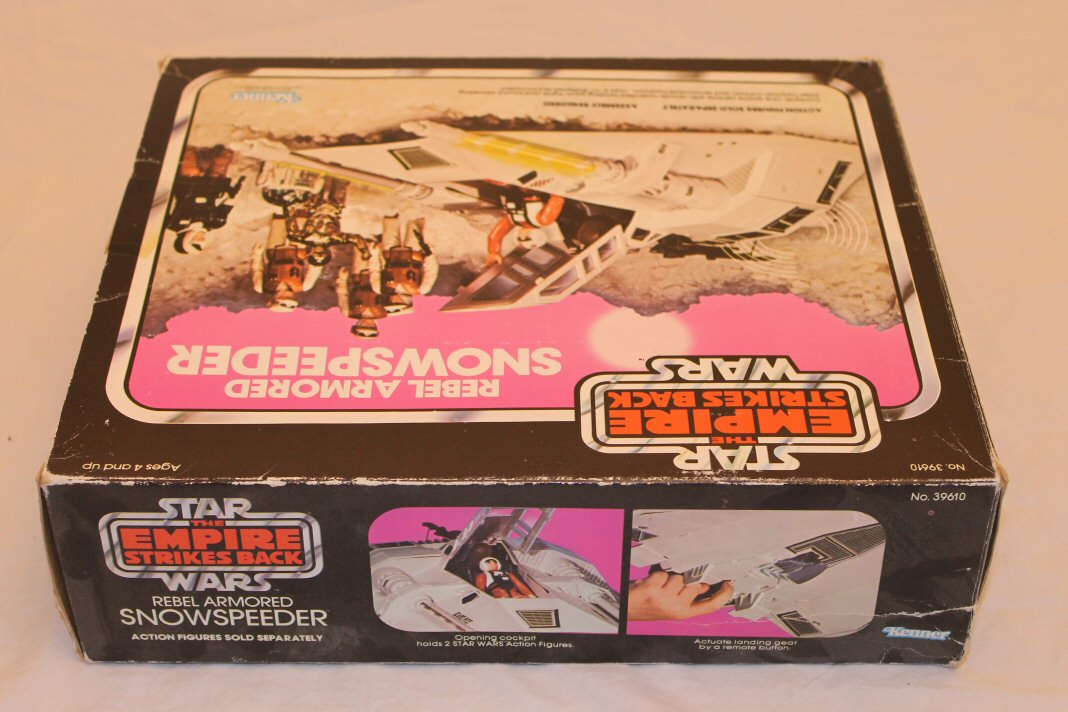 Kenner
ACTION FIGURES SOLD SEPARATELY
ASSEMBLY REQUIRED
REBEL ARMORED
SNOWSPEEDER
STAR
THE
EMPIRE
STRIKES BACK
WARS
™
Ages 4 and up
No. 39610
No. 39610
STAR
THE
EMPIRE
STRIKES BACK
WARS
REBEL ARMORED
SNOWSPEEDER
ACTION FIGURES SOLD SEPARATELY
Opening cockpit
holds 2 STAR WARS Action Figures.
Actuate landing gear
by a remote button.
Kenner